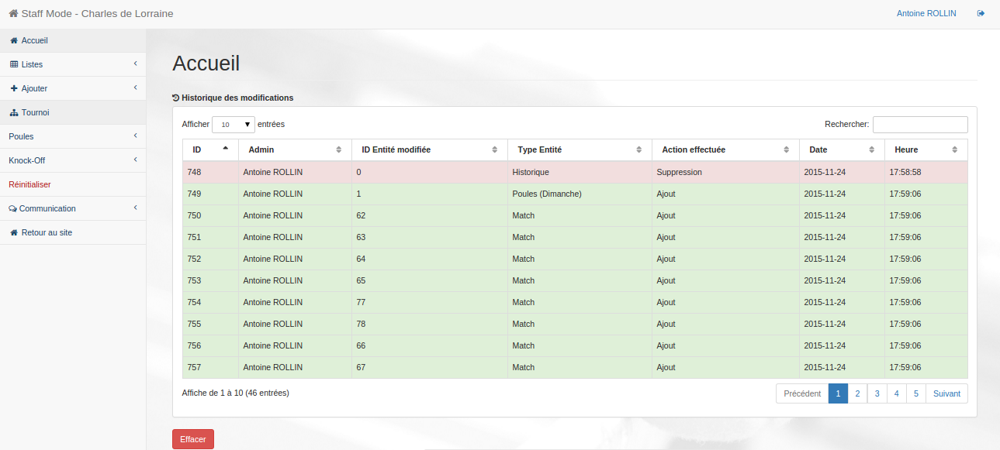 Staff Mode - Charles de Lorraine
Antoine ROLLIN
Accueil
Listes
Ajouter
Tournoi
Poules
Knock-Off
Réinitialiser
Communication
Retour au site
Accueil
Historique des modifications
Afficher 10 entrées
Rechercher:
ID Admin ID Entité modifiée Type Entité Action effectuée Date Heure
748 Antoine ROLLIN 0 Historique Suppression 2015-11-24 17:58:58
749 Antoine ROLLIN 1 Poules (Dimanche) Ajout 2015-11-24 17:59:06
750 Antoine ROLLIN 62 Match Ajout 2015-11-24 17:59:06
751 Antoine ROLLIN 63 Match Ajout 2015-11-24 17:59:06
752 Antoine ROLLIN 64 Match Ajout 2015-11-24 17:59:06
753 Antoine ROLLIN 65 Match Ajout 2015-11-24 17:59:06
754 Antoine ROLLIN 77 Match Ajout 2015-11-24 17:59:06
755 Antoine ROLLIN 78 Match Ajout 2015-11-24 17:59:06
756 Antoine ROLLIN 66 Match Ajout 2015-11-24 17:59:06
757 Antoine ROLLIN 67 Match Ajout 2015-11-24 17:59:06
Affiche de 1 à 10 (46 entrées)
Précédent 1 2 3 4 5 Suivant
Effacer